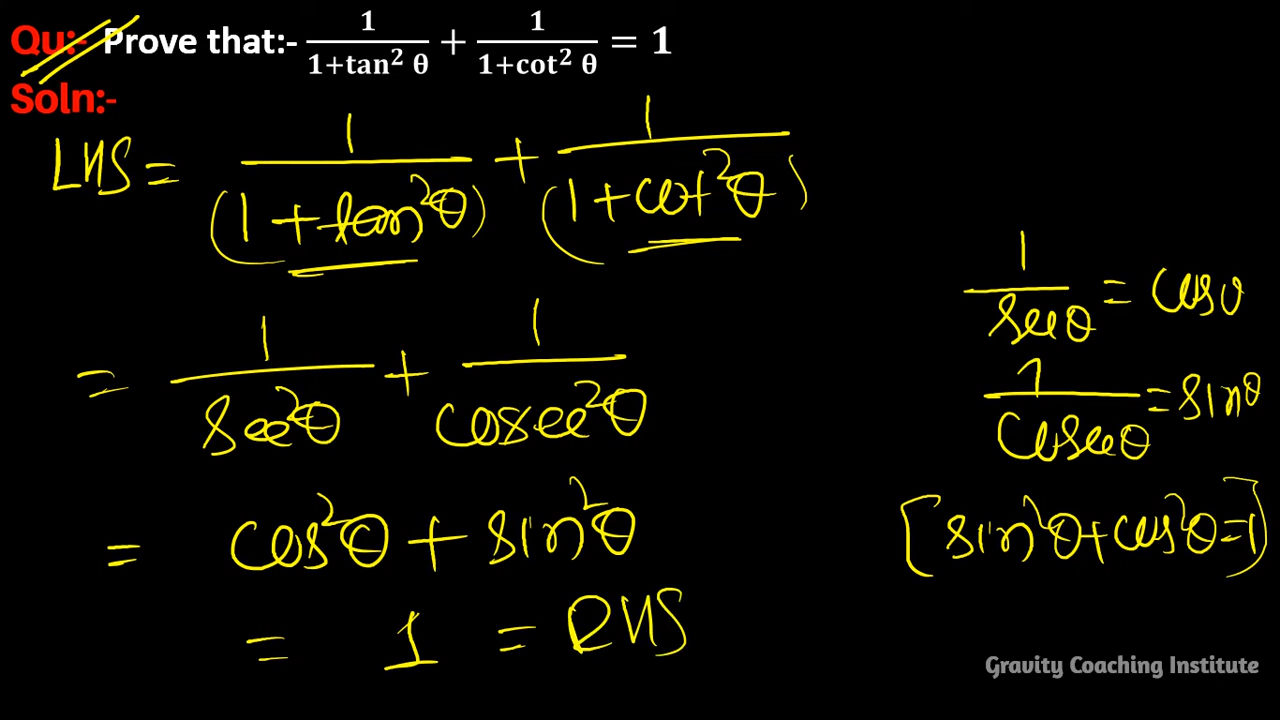 Qu:- Prove that:- 1/(1+tan² θ) + 1/(1+cot² θ) = 1
Soln:-
LHS = 1/(1+tan²θ) + 1/(1+cot²θ)
= 1/sec²θ + 1/cosec²θ
= cos²θ + sin²θ
= 1 = RHS
1/secθ = cosθ
1/cosecθ = sinθ
[sin²θ+cos²θ=1]
Gravity Coaching Institute